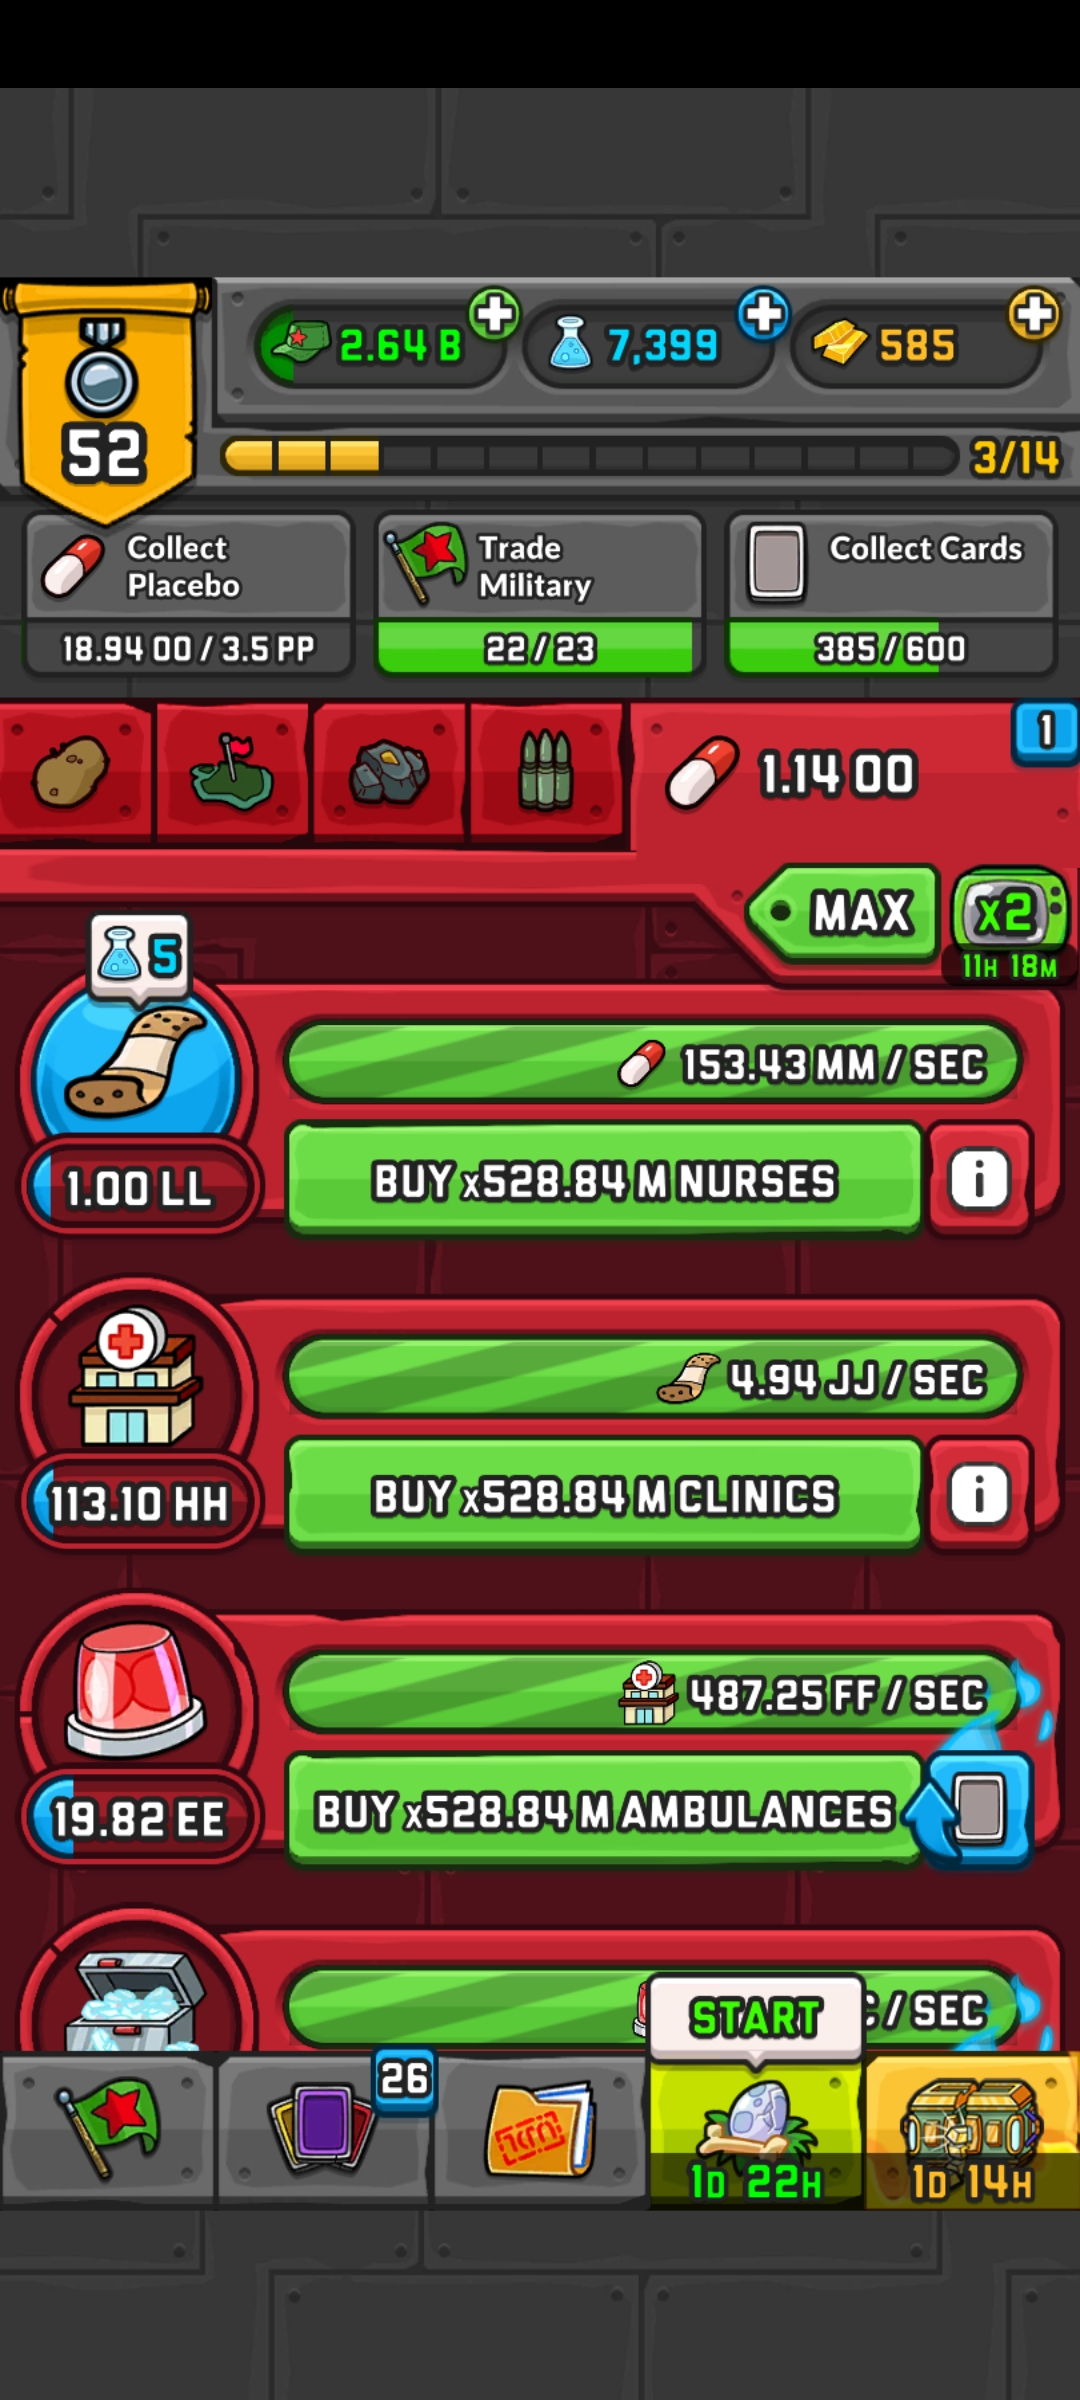 2.64 B
7,399
585
52
3/14
Collect
Placebo
Trade
Military
Collect Cards
18.94 OO / 3.5 PP
22/23
385/600
1
1.14 OO
MAX
x2
11H 18M
5
153.43 MM / SEC
1.00 LL
BUY x528.84 M NURSES
i
4.94 JJ / SEC
113.10 HH
BUY x528.84 M CLINICS
i
487.25 FF / SEC
19.82 EE
BUY x528.84 M AMBULANCES
/ SEC
START
26
1D 22H
1D 14H